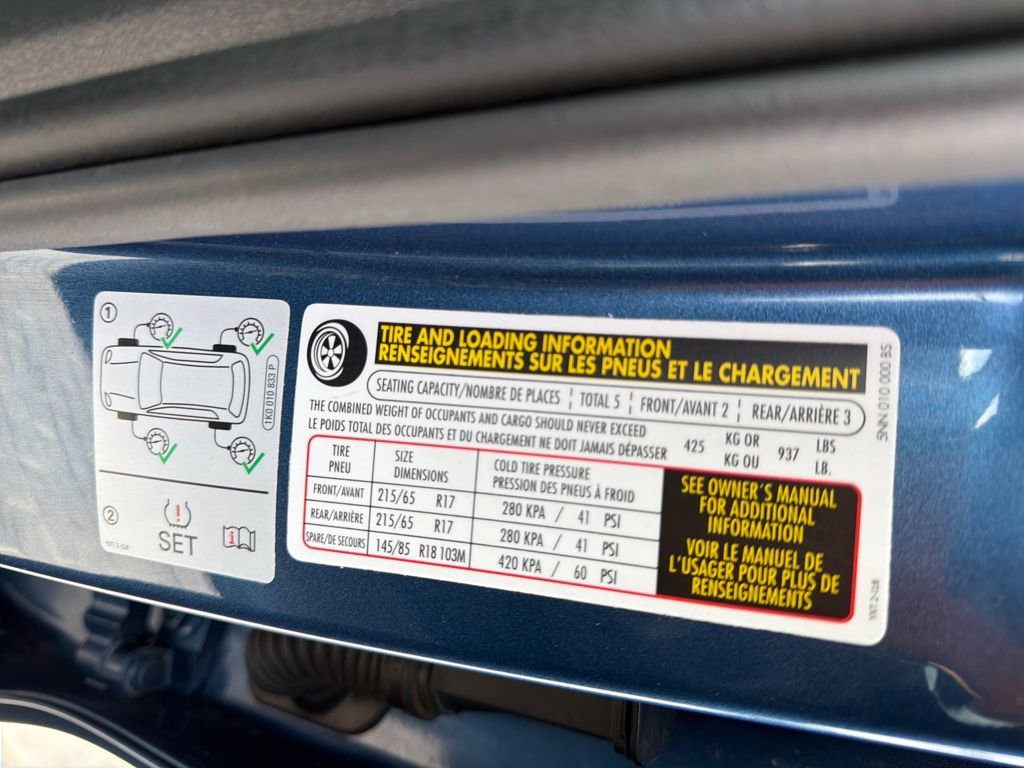 1
1K0 010 833 P
2
SET
YXT 2-I2LB
TIRE AND LOADING INFORMATION
RENSEIGNEMENTS SUR LES PNEUS ET LE CHARGEMENT
SEATING CAPACITY/NOMBRE DE PLACES ¦ TOTAL 5 ¦ FRONT/AVANT 2 ¦ REAR/ARRIÈRE 3
THE COMBINED WEIGHT OF OCCUPANTS AND CARGO SHOULD NEVER EXCEED
LE POIDS TOTAL DES OCCUPANTS ET DU CHARGEMENT NE DOIT JAMAIS DÉPASSER
425 KG OR 937 LBS
KG OU LB.
TIRE SIZE COLD TIRE PRESSURE
PNEU DIMENSIONS PRESSION DES PNEUS À FROID
FRONT/AVANT 215/65 R17 280 KPA / 41 PSI
REAR/ARRIÈRE 215/65 R17 280 KPA / 41 PSI
SPARE/DE SECOURS 145/85 R18 103M 420 KPA / 60 PSI
SEE OWNER'S MANUAL
FOR ADDITIONAL
INFORMATION
VOIR LE MANUEL DE
L'USAGER POUR PLUS DE
RENSEIGNEMENTS
5NN 010 000 BS